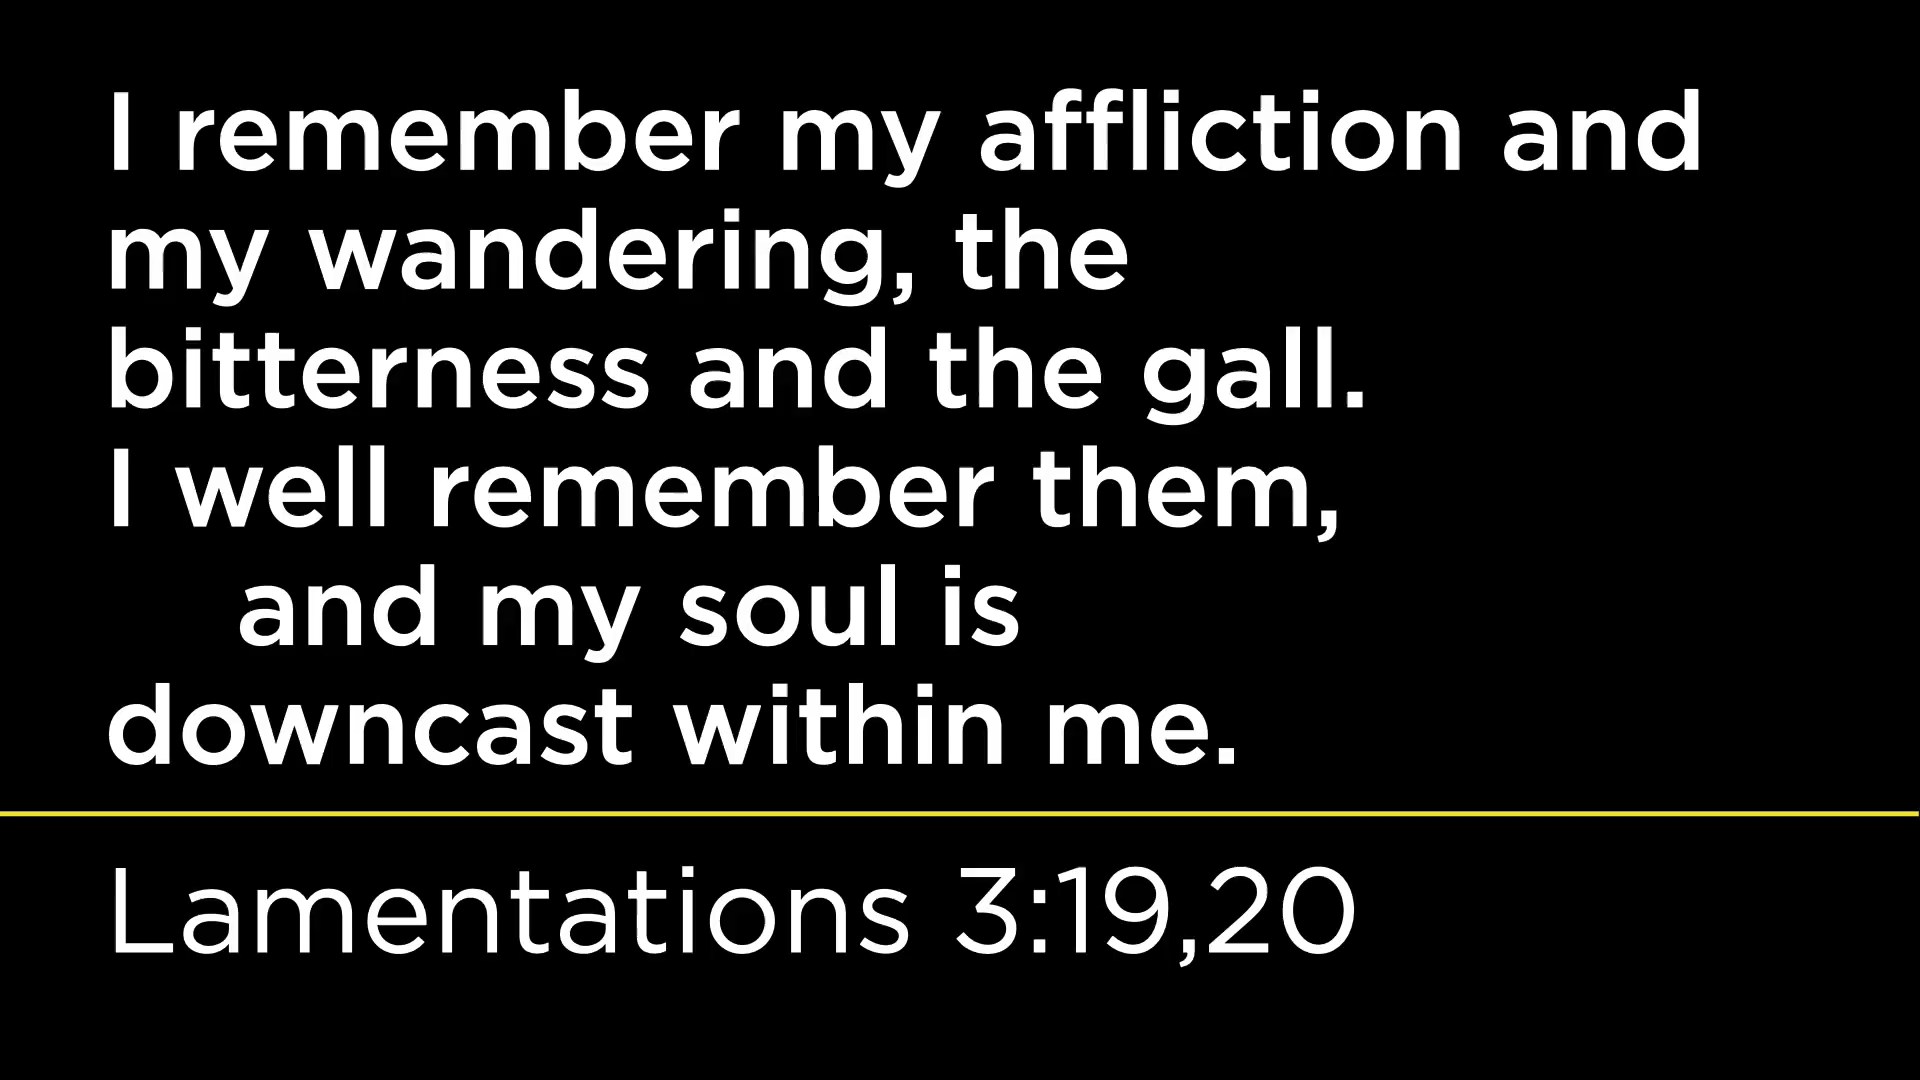 I remember my affliction and
my wandering, the
bitterness and the gall.
I well remember them,
and my soul is
downcast within me.
Lamentations 3:19,20